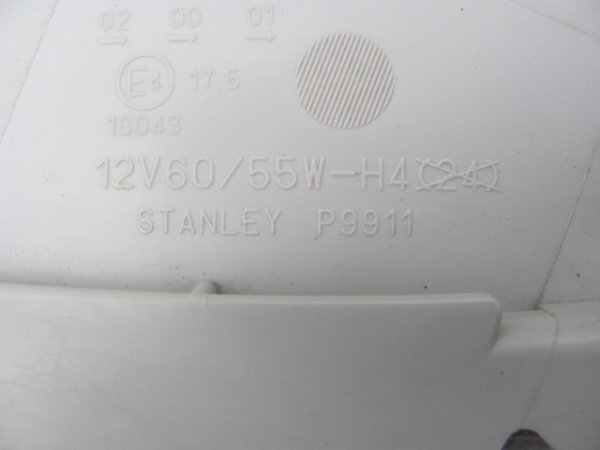 02 00 01
→ → →
E4 17.5
16043
12V60/55W-H4
STANLEY P9911